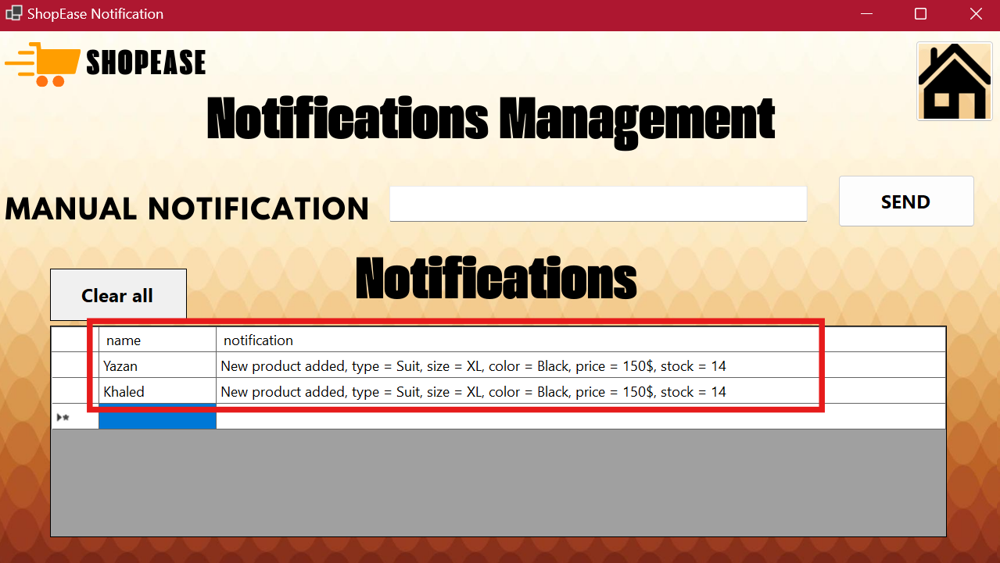 ShopEase Notification
SHOPEASE
Notifications Management
MANUAL NOTIFICATION
SEND
Notifications
Clear all
name notification
Yazan New product added, type = Suit, size = XL, color = Black, price = 150$, stock = 14
Khaled New product added, type = Suit, size = XL, color = Black, price = 150$, stock = 14